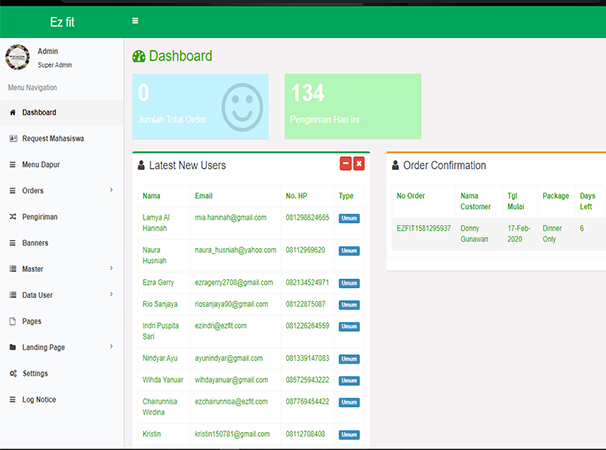 Ez fit
Admin
Super Admin
Menu Navigation
Dashboard
Request Mahasiswa
Menu Dapur
Orders
Pengiriman
Banners
Master
Data User
Pages
Landing Page
Settings
Log Notice
Dashboard
0
Jumlah Total Order
134
Pengiriman Hari Ini
Latest New Users
Name Email No. HP Type
Lamya Al Haninah mia.haninah@gmail.com 081298624665 Umum
Naura Husniah naura_husniah@yahoo.com 08112969620 Umum
Ezra Gerry ezragerry2708@gmail.com 082134524971 Umum
Rio Sanjaya riosanjaya90@gmail.com 08122875087 Umum
Indri Puspita Sari ezindri@ezfit.com 081226264559 Umum
Nindyar Ayu ayunindyar@gmail.com 081339147083 Umum
Wihda Yanuar wihdayanuar@gmail.com 085725943222 Umum
Chairunnisa Wirdina ezchairunnisa@ezfit.com 087769454422 Umum
Kristin kristin150781@gmail.com 08112708408 Umum
Order Confirmation
No Order Nama Customer Tgl Mulai Package Days Left
EZFIT1581295937 Donny Gunawan 17-Feb-2020 Dinner Only 6